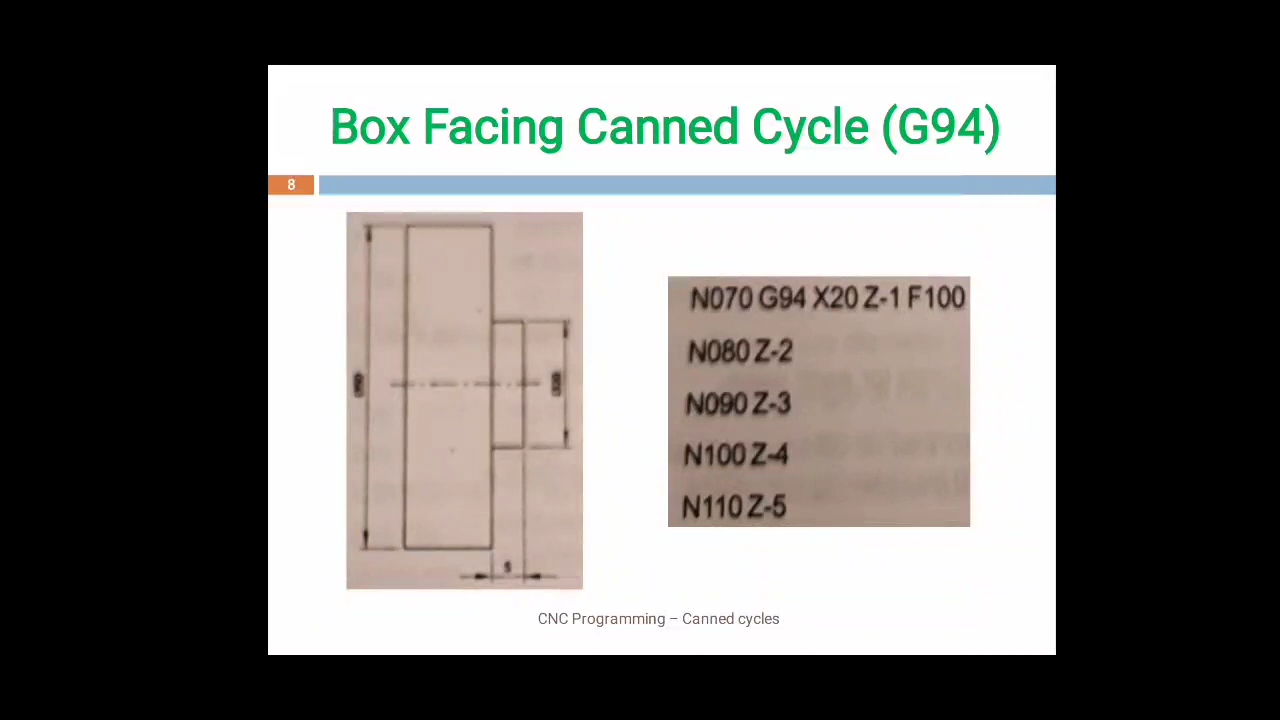 Box Facing Canned Cycle (G94)
8
5
N070 G94 X20 Z-1 F100
N080 Z-2
N090 Z-3
N100 Z-4
N110 Z-5
CNC Programming – Canned cycles